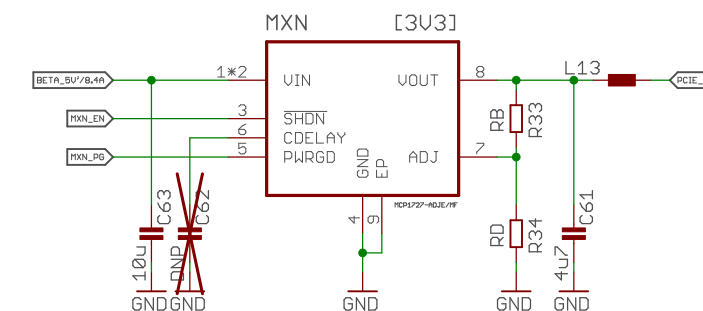 MXN [3V3]
BETA_5V'/8.4A 1*2 VIN VOUT 8 L13 PCIE_
MXN_EN 3 SHDN
6 CDELAY
MXN_PG 5 PWRGD GND EP ADJ 7
RB R33
MCP1727-ADJE/MF
4 9
10u C63
DNP C62
RD R34
4u7 C61
GND GND GND GND GND